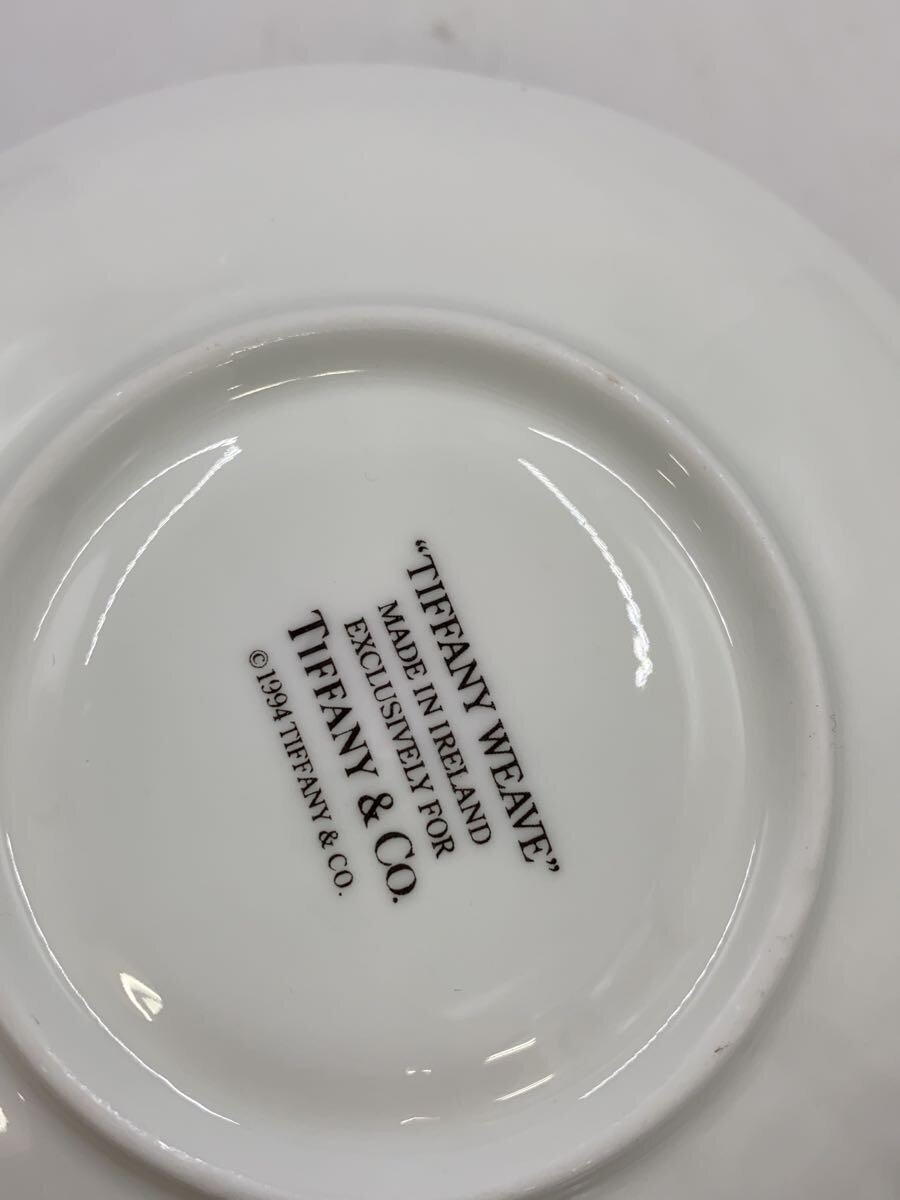 “TIFFANY WEAVE”
MADE IN IRELAND
EXCLUSIVELY FOR
TIFFANY & CO.
©1994 TIFFANY & CO.